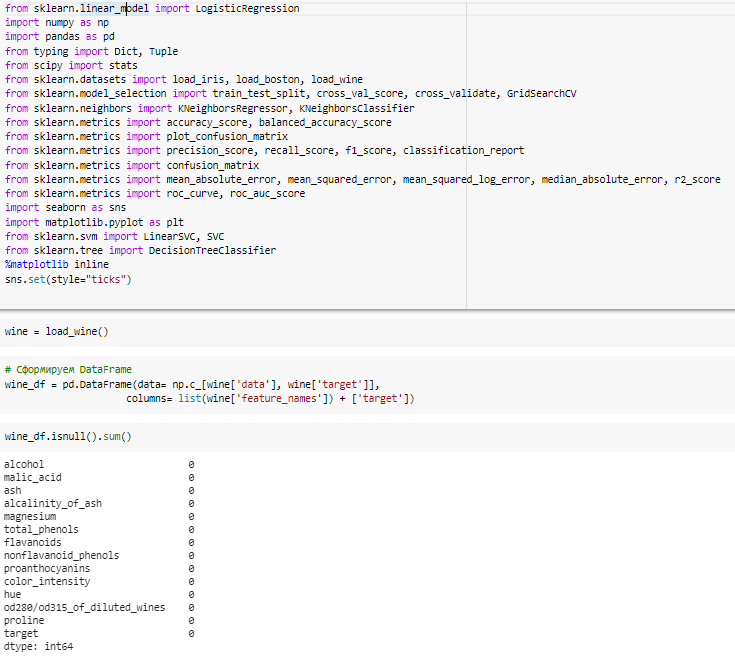 from sklearn.linear_model import LogisticRegression
import numpy as np
import pandas as pd
from typing import Dict, Tuple
from scipy import stats
from sklearn.datasets import load_iris, load_boston, load_wine
from sklearn.model_selection import train_test_split, cross_val_score, cross_validate, GridSearchCV
from sklearn.neighbors import KNeighborsRegressor, KNeighborsClassifier
from sklearn.metrics import accuracy_score, balanced_accuracy_score
from sklearn.metrics import plot_confusion_matrix
from sklearn.metrics import precision_score, recall_score, f1_score, classification_report
from sklearn.metrics import confusion_matrix
from sklearn.metrics import mean_absolute_error, mean_squared_error, mean_squared_log_error, median_absolute_error, r2_score
from sklearn.metrics import roc_curve, roc_auc_score
import seaborn as sns
import matplotlib.pyplot as plt
from sklearn.svm import LinearSVC, SVC
from sklearn.tree import DecisionTreeClassifier
%matplotlib inline
sns.set(style="ticks")
wine = load_wine()
# Сформируем DataFrame
wine_df = pd.DataFrame(data= np.c_[wine['data'], wine['target']],
columns= list(wine['feature_names']) + ['target'])
wine_df.isnull().sum()
alcohol 0
malic_acid 0
ash 0
alcalinity_of_ash 0
magnesium 0
total_phenols 0
flavanoids 0
nonflavanoid_phenols 0
proanthocyanins 0
color_intensity 0
hue 0
od280/od315_of_diluted_wines 0
proline 0
target 0
dtype: int64